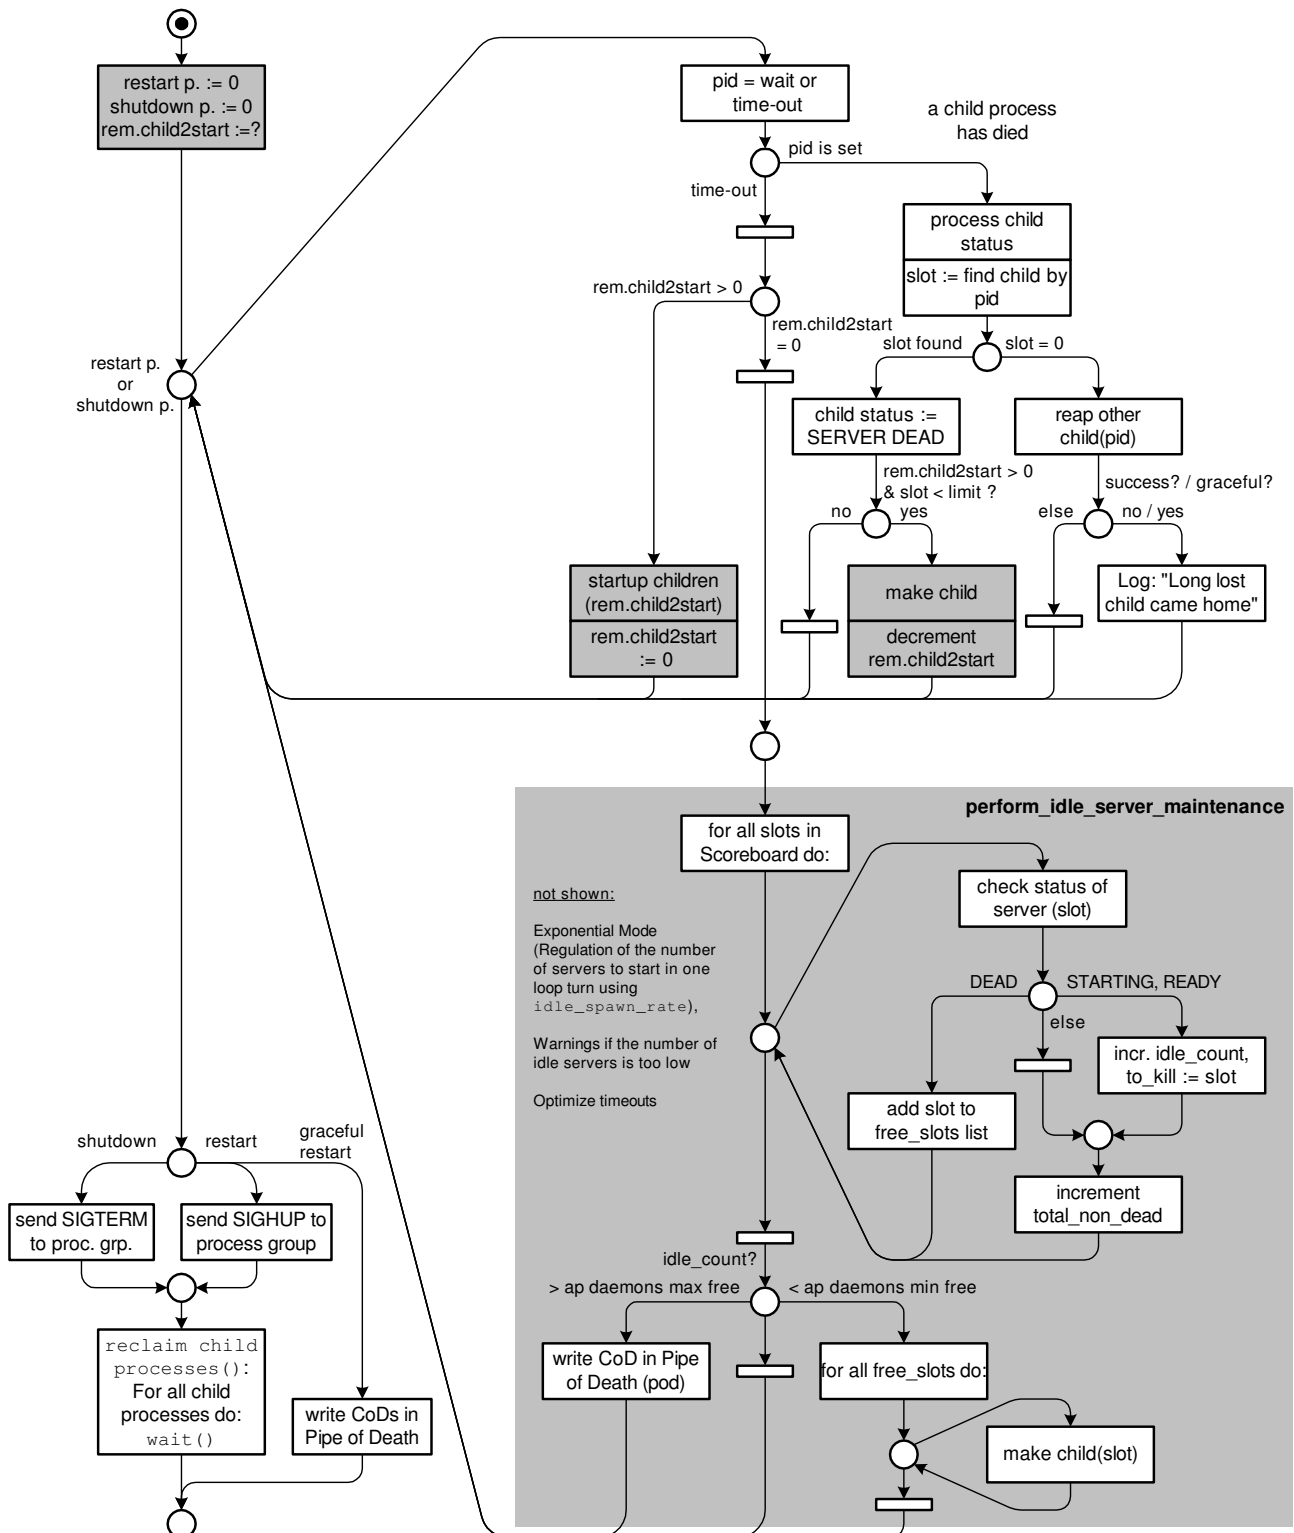 restart p. := 0
shutdown p. := 0
rem.child2start :=?
pid = wait or
time-out
a child process
has died
pid is set
time-out
process child
status
slot := find child by
pid
rem.child2start > 0
rem.child2start
= 0
slot found
slot = 0
restart p.
or
shutdown p.
child status :=
SERVER DEAD
reap other
child(pid)
rem.child2start > 0
& slot < limit ?
success? / graceful?
no
yes
else
no / yes
startup children
(rem.child2start)
rem.child2start
:= 0
make child
decrement
rem.child2start
Log: "Long lost
child came home"
perform_idle_server_maintenance
for all slots in
Scoreboard do:
not shown:
Exponential Mode
(Regulation of the number
of servers to start in one
loop turn using
idle_spawn_rate),
Warnings if the number of
idle servers is too low
Optimize timeouts
check status of
server (slot)
DEAD
STARTING, READY
else
incr. idle_count,
to_kill := slot
add slot to
free_slots list
increment
total_non_dead
shutdown
restart
graceful
restart
send SIGTERM
to proc. grp.
send SIGHUP to
process group
idle_count?
> ap daemons max free
< ap daemons min free
reclaim child
processes():
For all child
processes do:
wait()
write CoDs in
Pipe of Death
write CoD in Pipe
of Death (pod)
for all free_slots do:
make child(slot)